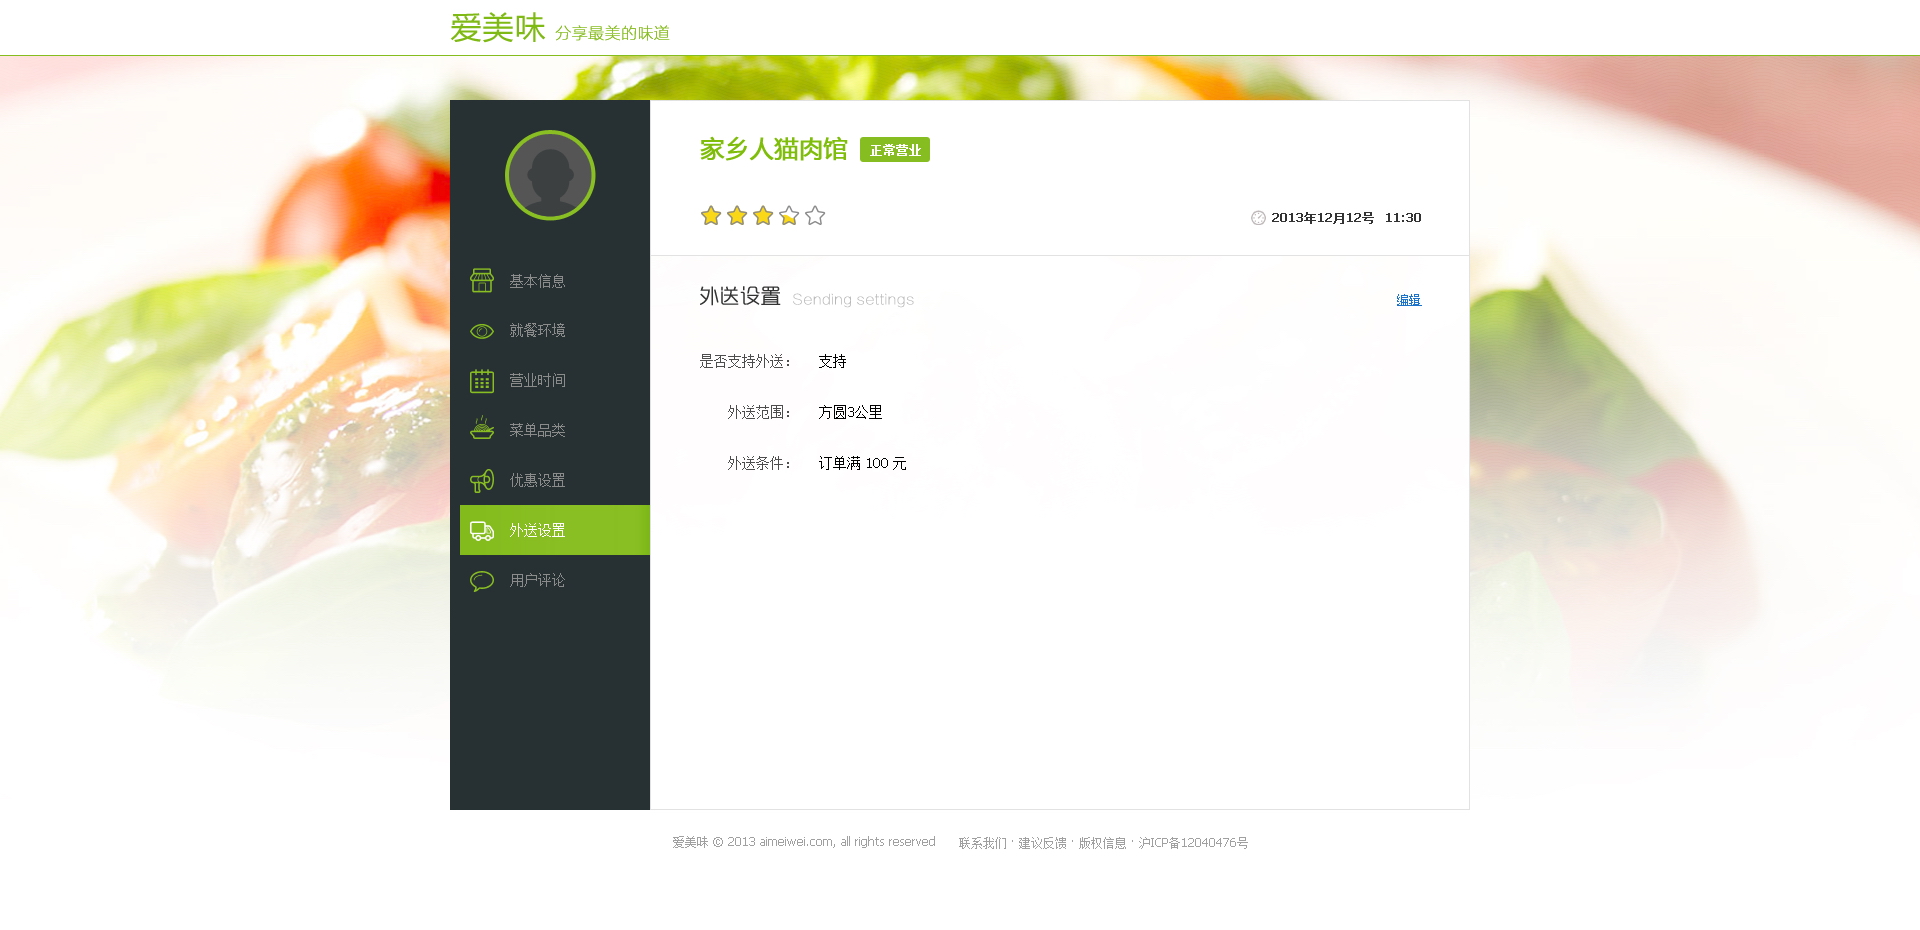 爱美味 分享最美的味道
家乡人猫肉馆 正常营业
2013年12月12号 11:30
基本信息
就餐环境
营业时间
菜单品类
优惠设置
外送设置
用户评论
外送设置 Sending settings
编辑
是否支持外送： 支持
外送范围： 方圆3公里
外送条件： 订单满 100 元
爱美味 © 2013 aimeiwei.com, all rights reserved 联系我们 · 建议反馈 · 版权信息 · 沪ICP备12040476号